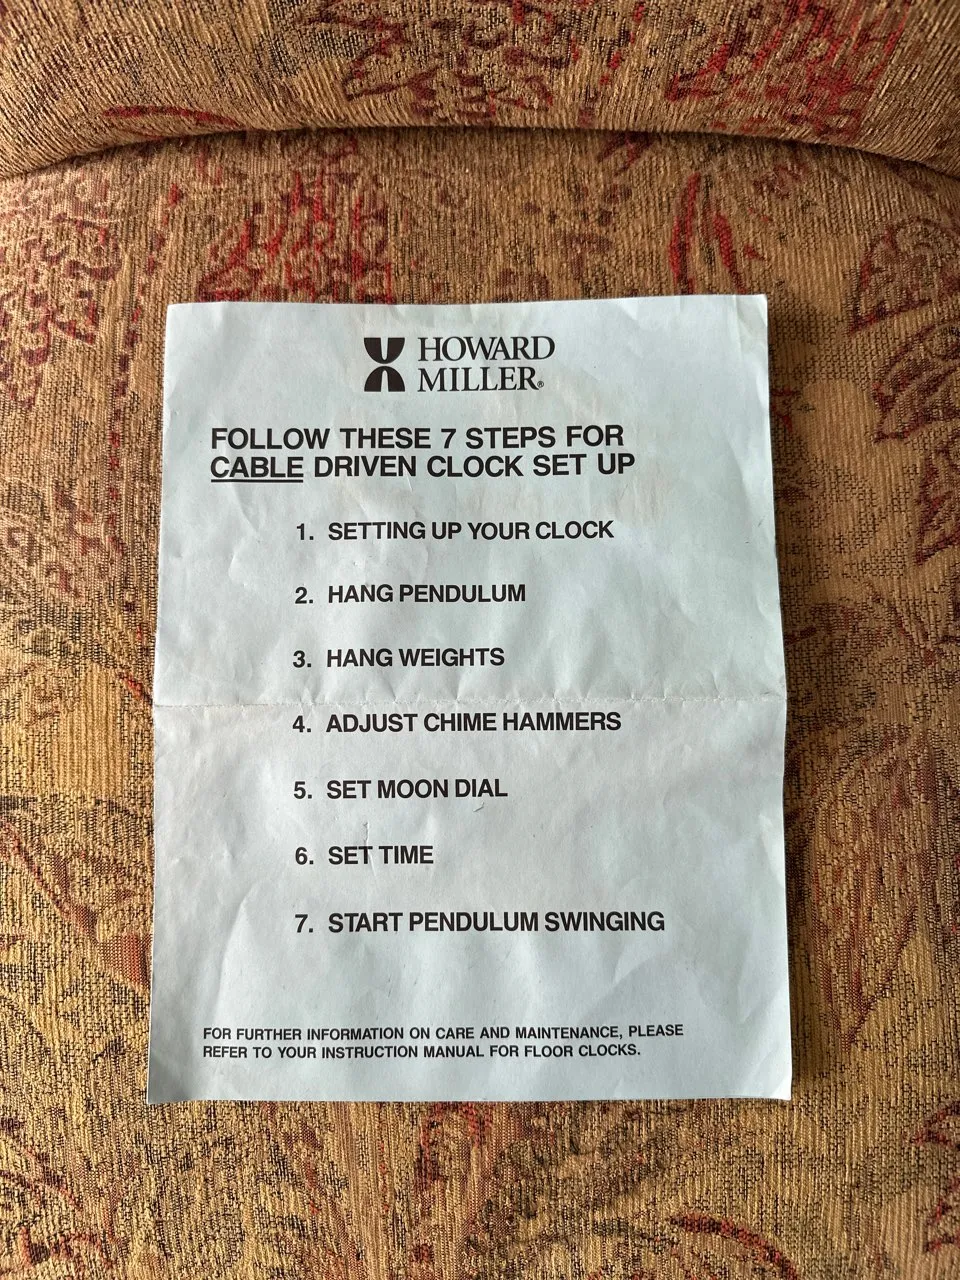 HOWARD
MILLER®
FOLLOW THESE 7 STEPS FOR
CABLE DRIVEN CLOCK SET UP
1. SETTING UP YOUR CLOCK
2. HANG PENDULUM
3. HANG WEIGHTS
4. ADJUST CHIME HAMMERS
5. SET MOON DIAL
6. SET TIME
7. START PENDULUM SWINGING
FOR FURTHER INFORMATION ON CARE AND MAINTENANCE, PLEASE
REFER TO YOUR INSTRUCTION MANUAL FOR FLOOR CLOCKS.